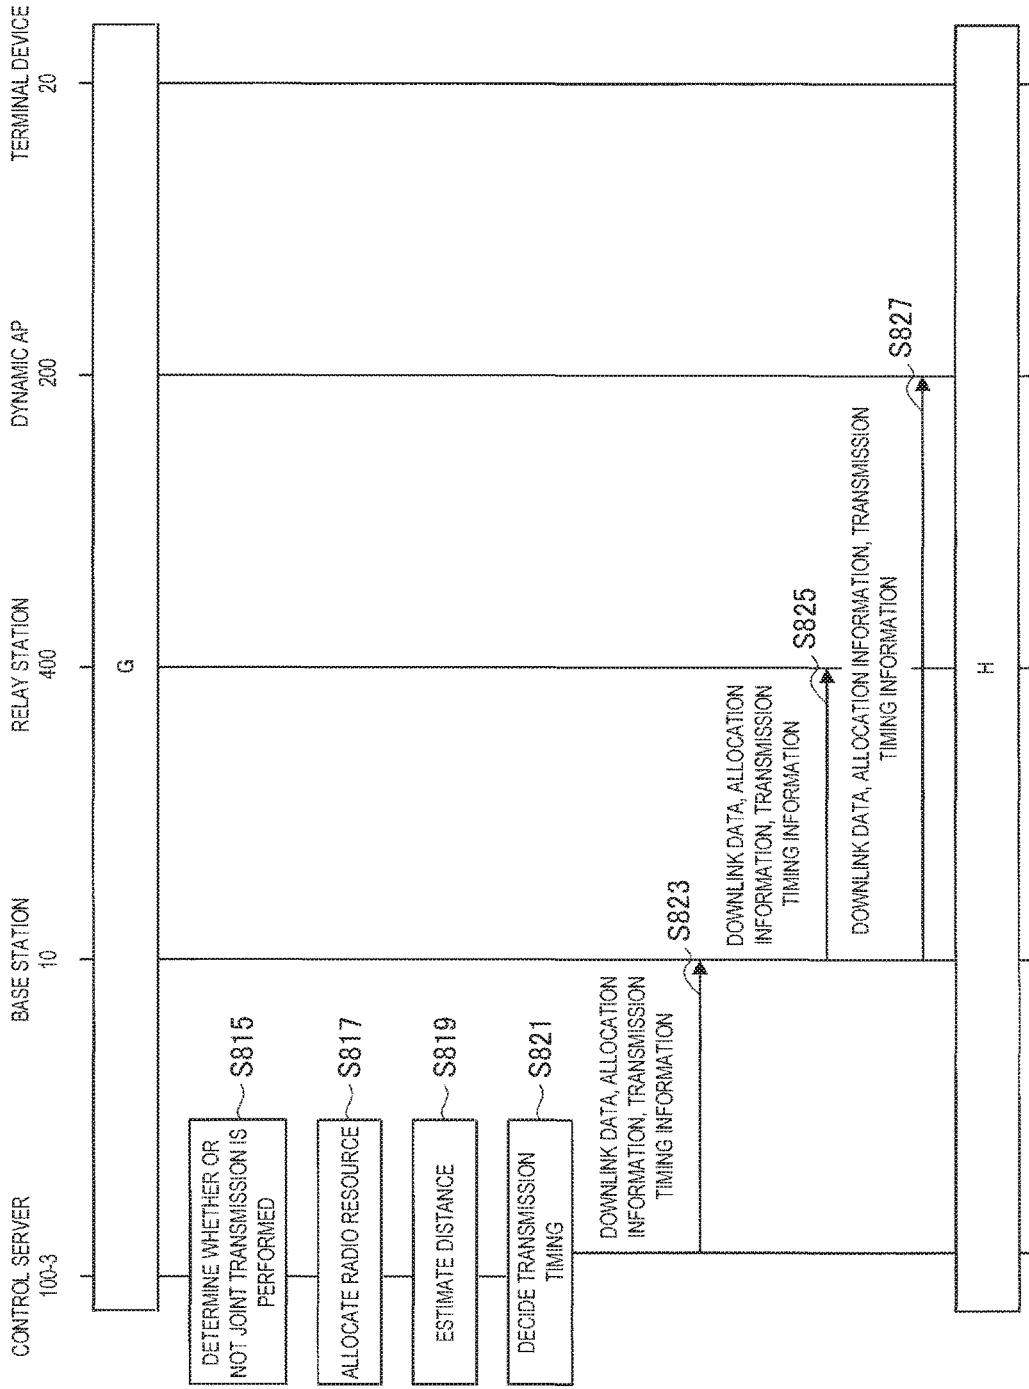 CONTROL SERVER
100-3
BASE STATION
10
RELAY STATION
400
DYNAMIC AP
200
TERMINAL DEVICE
20
G
DETERMINE WHETHER OR
NOT JOINT TRANSMISSION IS
PERFORMED
S815
ALLOCATE RADIO RESOURCE
S817
ESTIMATE DISTANCE
S819
DECIDE TRANSMISSION
TIMING
S821
DOWNLINK DATA, ALLOCATION
INFORMATION, TRANSMISSION
TIMING INFORMATION
S823
DOWNLINK DATA, ALLOCATION
INFORMATION, TRANSMISSION
TIMING INFORMATION
S825
DOWNLINK DATA, ALLOCATION INFORMATION, TRANSMISSION
TIMING INFORMATION
S827
H